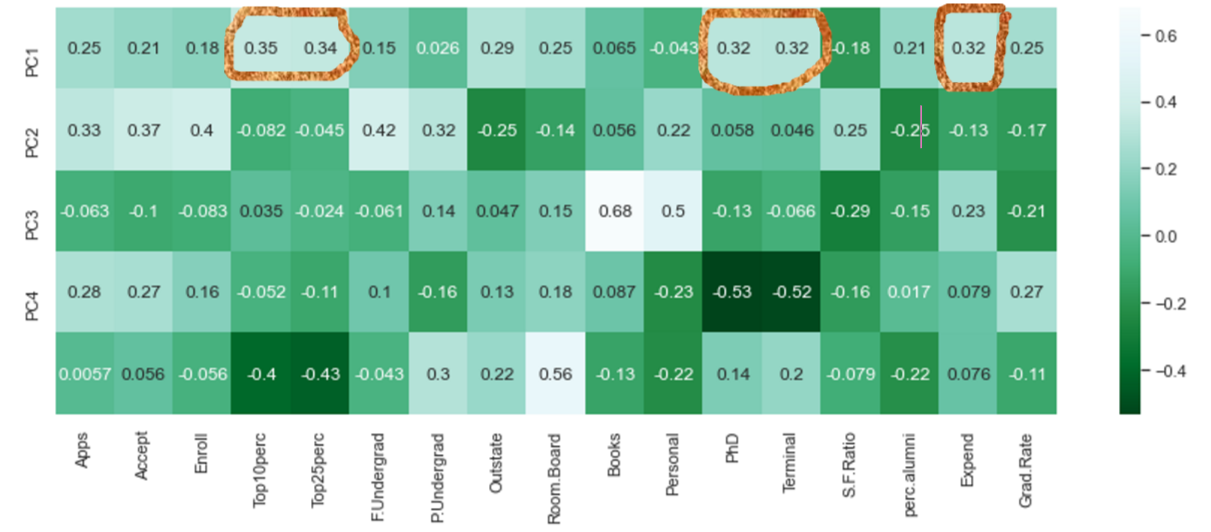 PC1 0.25 0.21 0.18 0.35 0.34 0.15 0.026 0.29 0.25 0.065 -0.043 0.32 0.32 -0.18 0.21 0.32 0.25
PC2 0.33 0.37 0.4 -0.082 -0.045 0.42 0.32 -0.25 -0.14 0.056 0.22 0.058 0.046 0.25 -0.25 -0.13 -0.17
PC3 -0.063 -0.1 -0.083 0.035 -0.024 -0.061 0.14 0.047 0.15 0.68 0.5 -0.13 -0.066 -0.29 -0.15 0.23 -0.21
PC4 0.28 0.27 0.16 -0.052 -0.11 0.1 -0.16 0.13 0.18 0.087 -0.23 -0.53 -0.52 -0.16 0.017 0.079 0.27
0.0057 0.056 -0.056 -0.4 -0.43 -0.043 0.3 0.22 0.56 -0.13 -0.22 0.14 0.2 -0.079 -0.22 0.076 -0.11
Apps Accept Enroll Top10perc Top25perc F.Undergrad P.Undergrad Outstate Room.Board Books Personal PhD Terminal S.F.Ratio perc.alumni Expend Grad.Rate
0.6
0.4
0.2
0.0
-0.2
-0.4